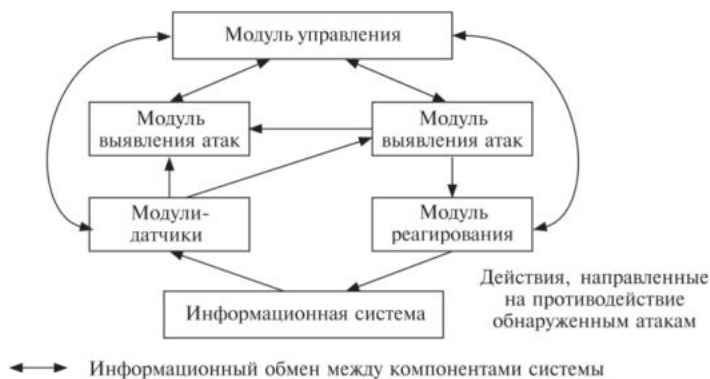 Модуль управления
Модуль
выявления атак
Модуль
выявления атак
Модули-
датчики
Модуль
реагирования
Информационная система
Действия, направленные
на противодействие
обнаруженным атакам
Информационный обмен между компонентами системы